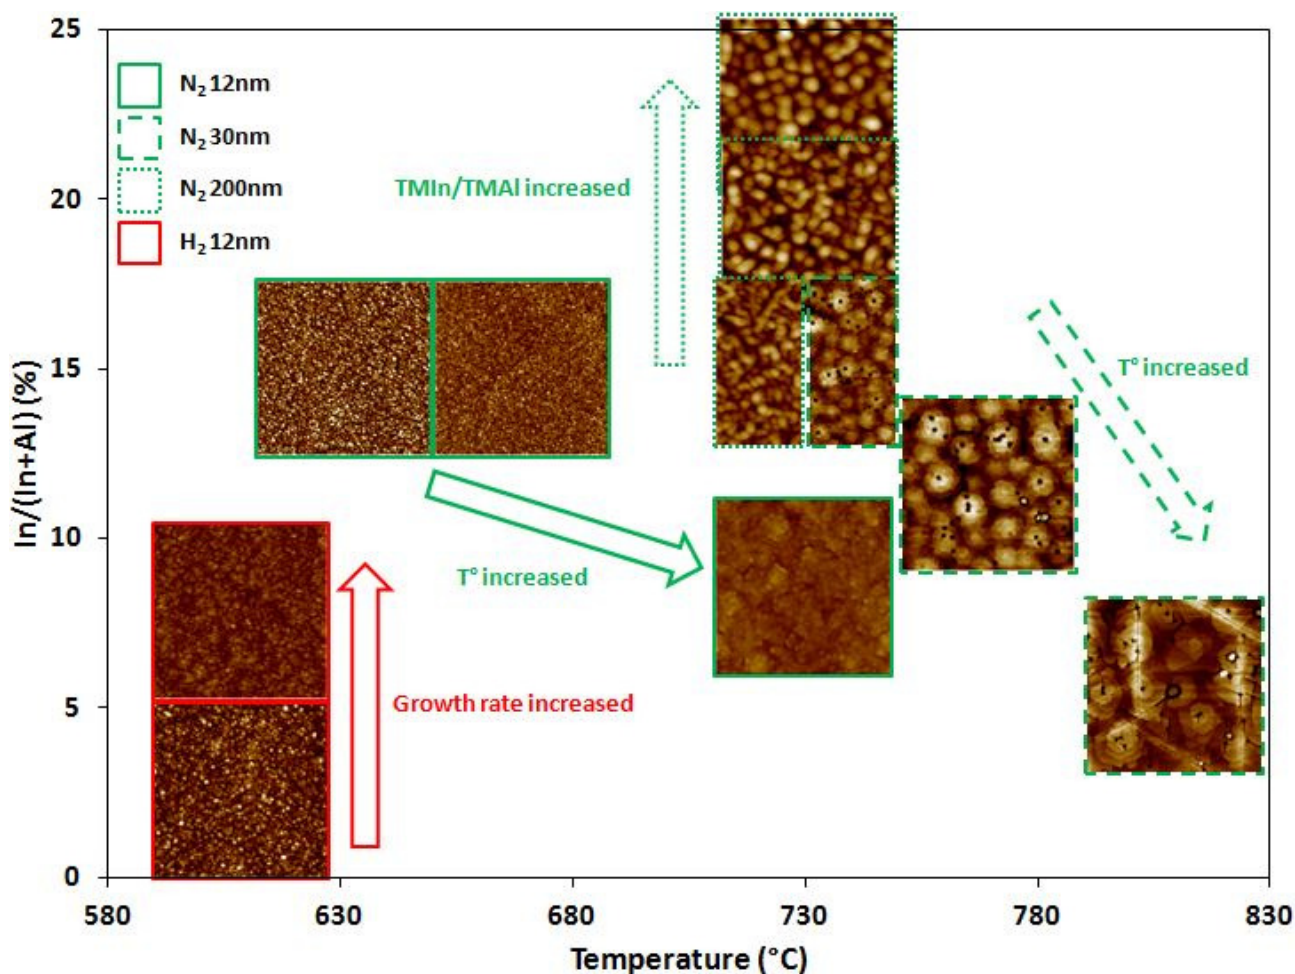 25
N₂ 12nm
N₂ 30nm
N₂ 200nm
H₂ 12nm
TMIn/TMAl increased
20
15
T° increased
In/(In+Al) (%)
10
T° increased
Growth rate increased
5
0
580 630 680 730 780 830
Temperature (°C)